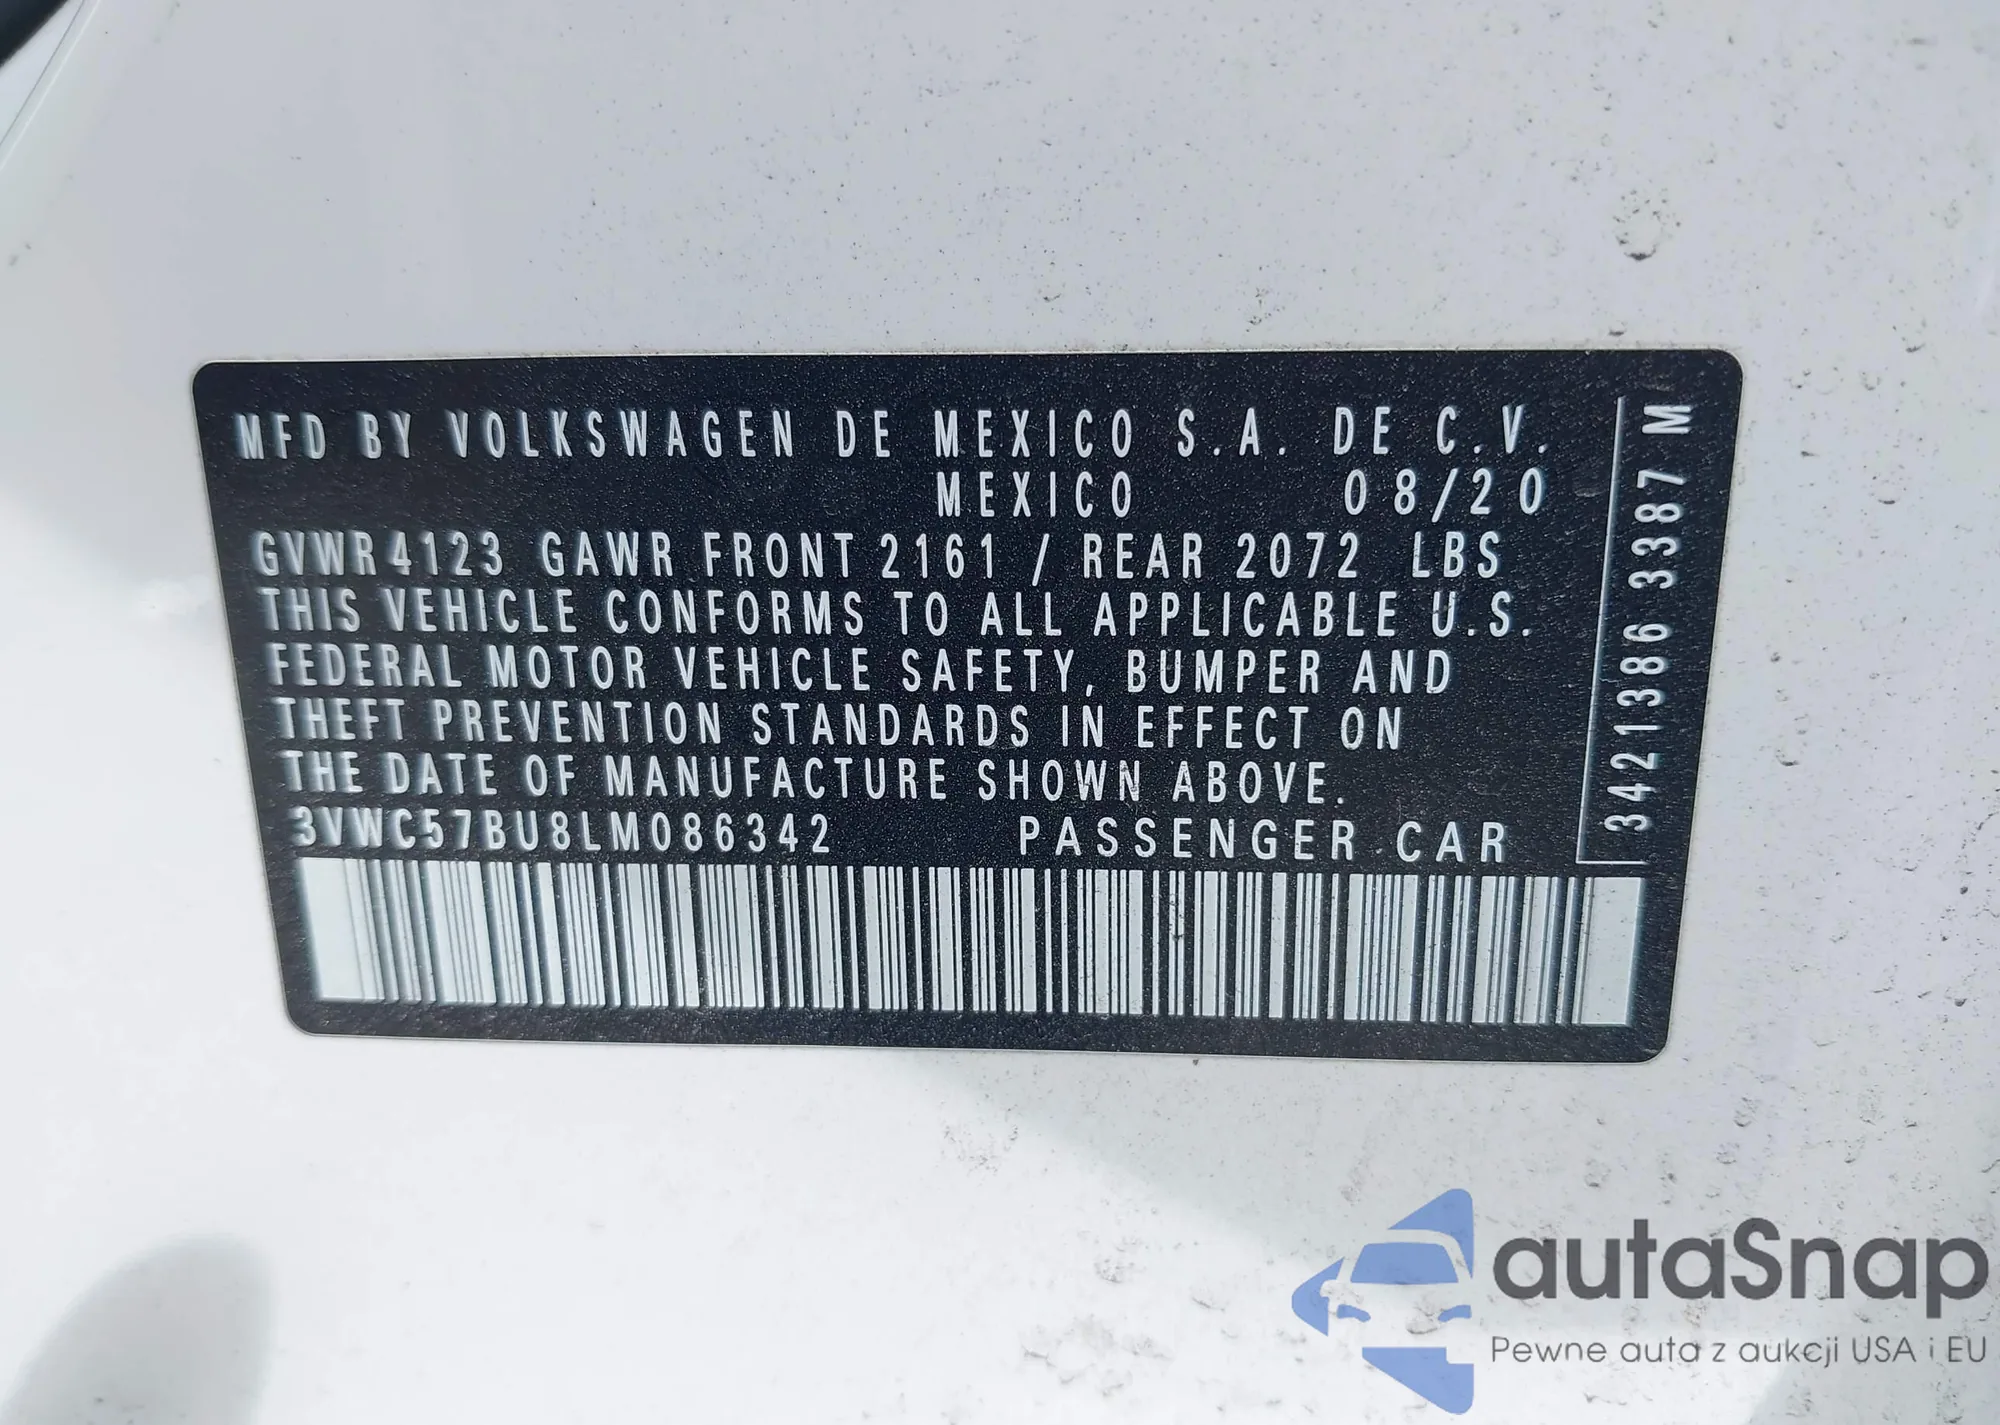 MFD BY VOLKSWAGEN DE MEXICO S.A. DE C.V.
MEXICO 08/20
GVWR 4123 GAWR FRONT 2161 / REAR 2072 LBS
THIS VEHICLE CONFORMS TO ALL APPLICABLE U.S.
FEDERAL MOTOR VEHICLE SAFETY, BUMPER AND
THEFT PREVENTION STANDARDS IN EFFECT ON
THE DATE OF MANUFACTURE SHOWN ABOVE.
3VWC57BU8LM086342 PASSENGER CAR
3421386 3387 M
autaSnap
Pewne auta z aukcji USA i EU